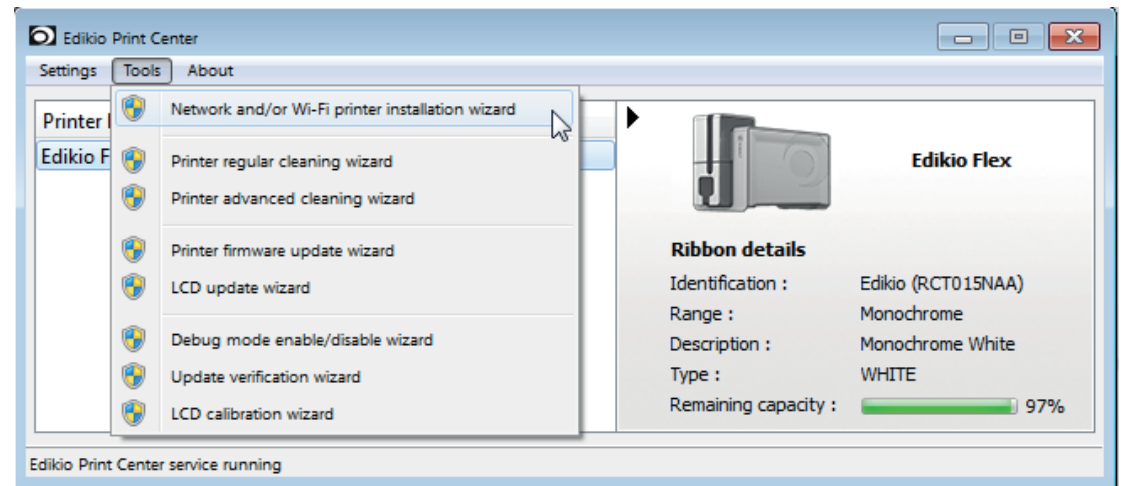 Edikio Print Center
Settings Tools About
Printer
Edikio F
Network and/or Wi-Fi printer installation wizard
Printer regular cleaning wizard
Printer advanced cleaning wizard
Printer firmware update wizard
LCD update wizard
Debug mode enable/disable wizard
Update verification wizard
LCD calibration wizard
Edikio Flex
Ribbon details
Identification : Edikio (RCT015NAA)
Range : Monochrome
Description : Monochrome White
Type : WHITE
Remaining capacity : 97%
Edikio Print Center service running